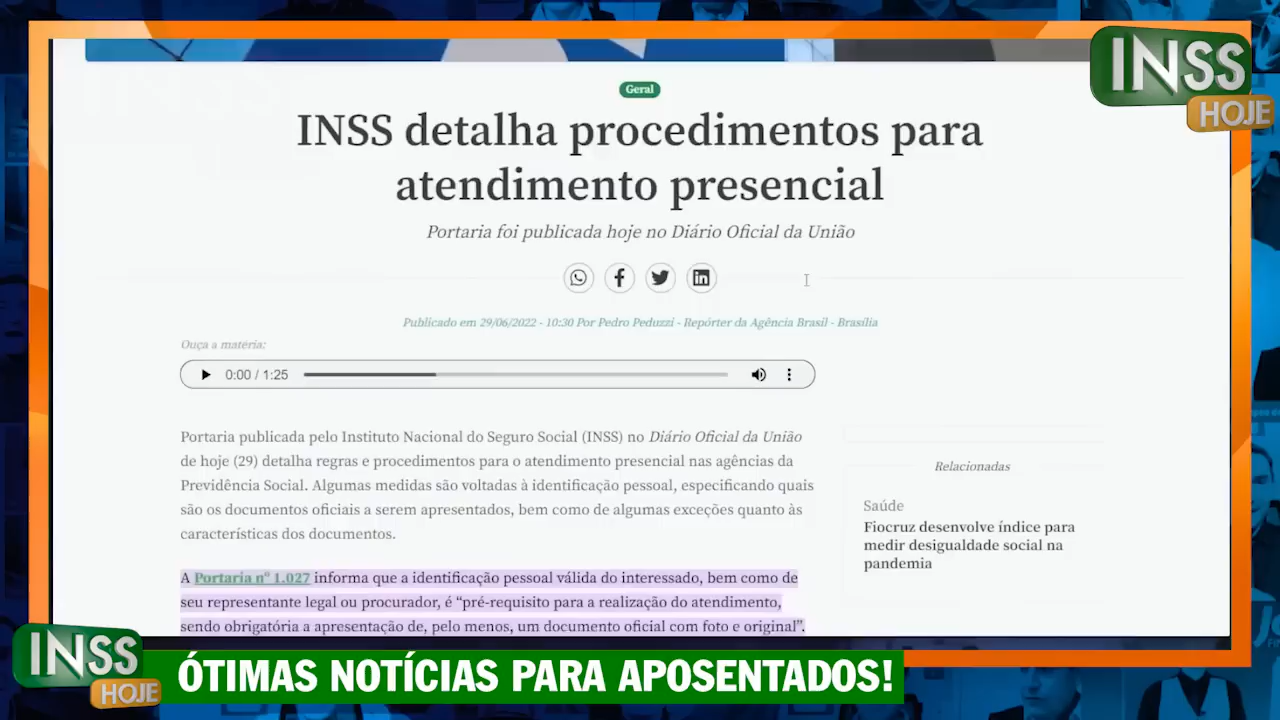 INSS
HOJE
Geral
INSS detalha procedimentos para
atendimento presencial
Portaria foi publicada hoje no Diário Oficial da União
Publicado em 29/06/2022 - 10:30 Por Pedro Peduzzi - Repórter da Agência Brasil - Brasília
Ouça a matéria:
0:00 / 1:25
Portaria publicada pelo Instituto Nacional do Seguro Social (INSS) no Diário Oficial da União
de hoje (29) detalha regras e procedimentos para o atendimento presencial nas agências da
Previdência Social. Algumas medidas são voltadas à identificação pessoal, especificando quais
são os documentos oficiais a serem apresentados, bem como de algumas exceções quanto às
características dos documentos.
A Portaria nº 1.027 informa que a identificação pessoal válida do interessado, bem como de
seu representante legal ou procurador, é “pré-requisito para a realização do atendimento,
sendo obrigatória a apresentação de, pelo menos, um documento oficial com foto e original”.
Relacionadas
Saúde
Fiocruz desenvolve índice para
medir desigualdade social na
pandemia
INSS
HOJE
ÓTIMAS NOTÍCIAS PARA APOSENTADOS!